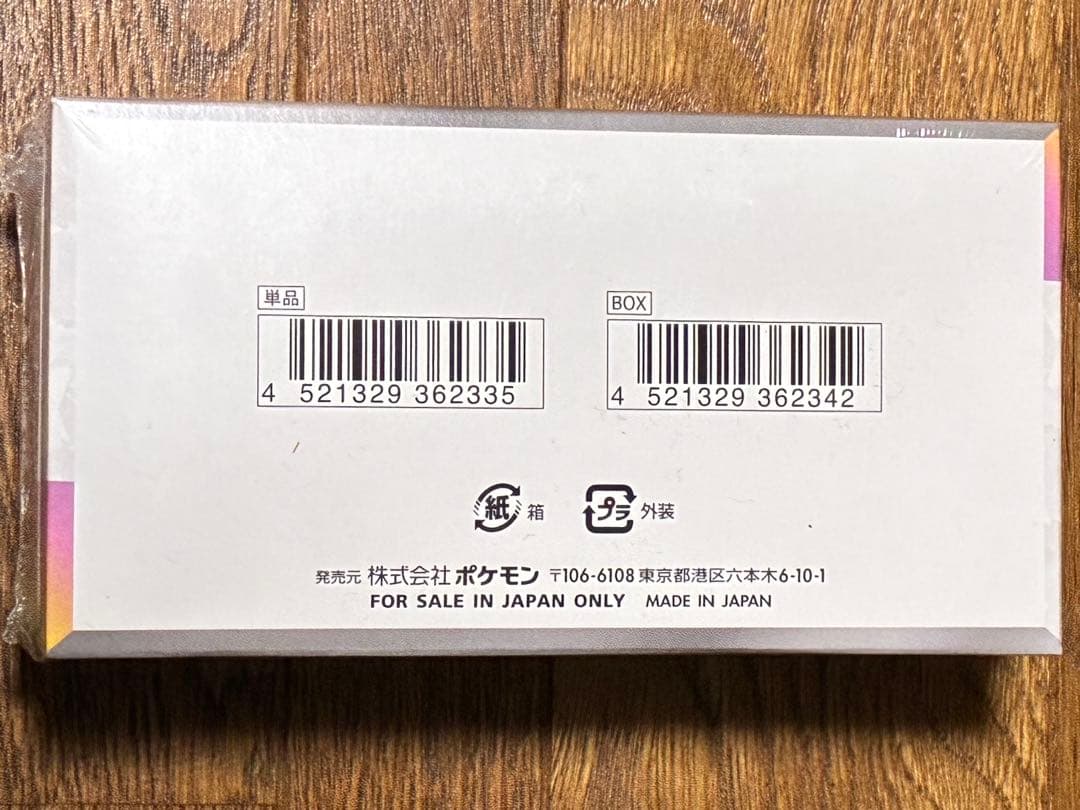 単品
4 521329 362335
BOX
4 521329 362342
紙 箱
プラ 外装
発売元 株式会社ポケモン 〒106-6108 東京都港区六本木6-10-1
FOR SALE IN JAPAN ONLY MADE IN JAPAN